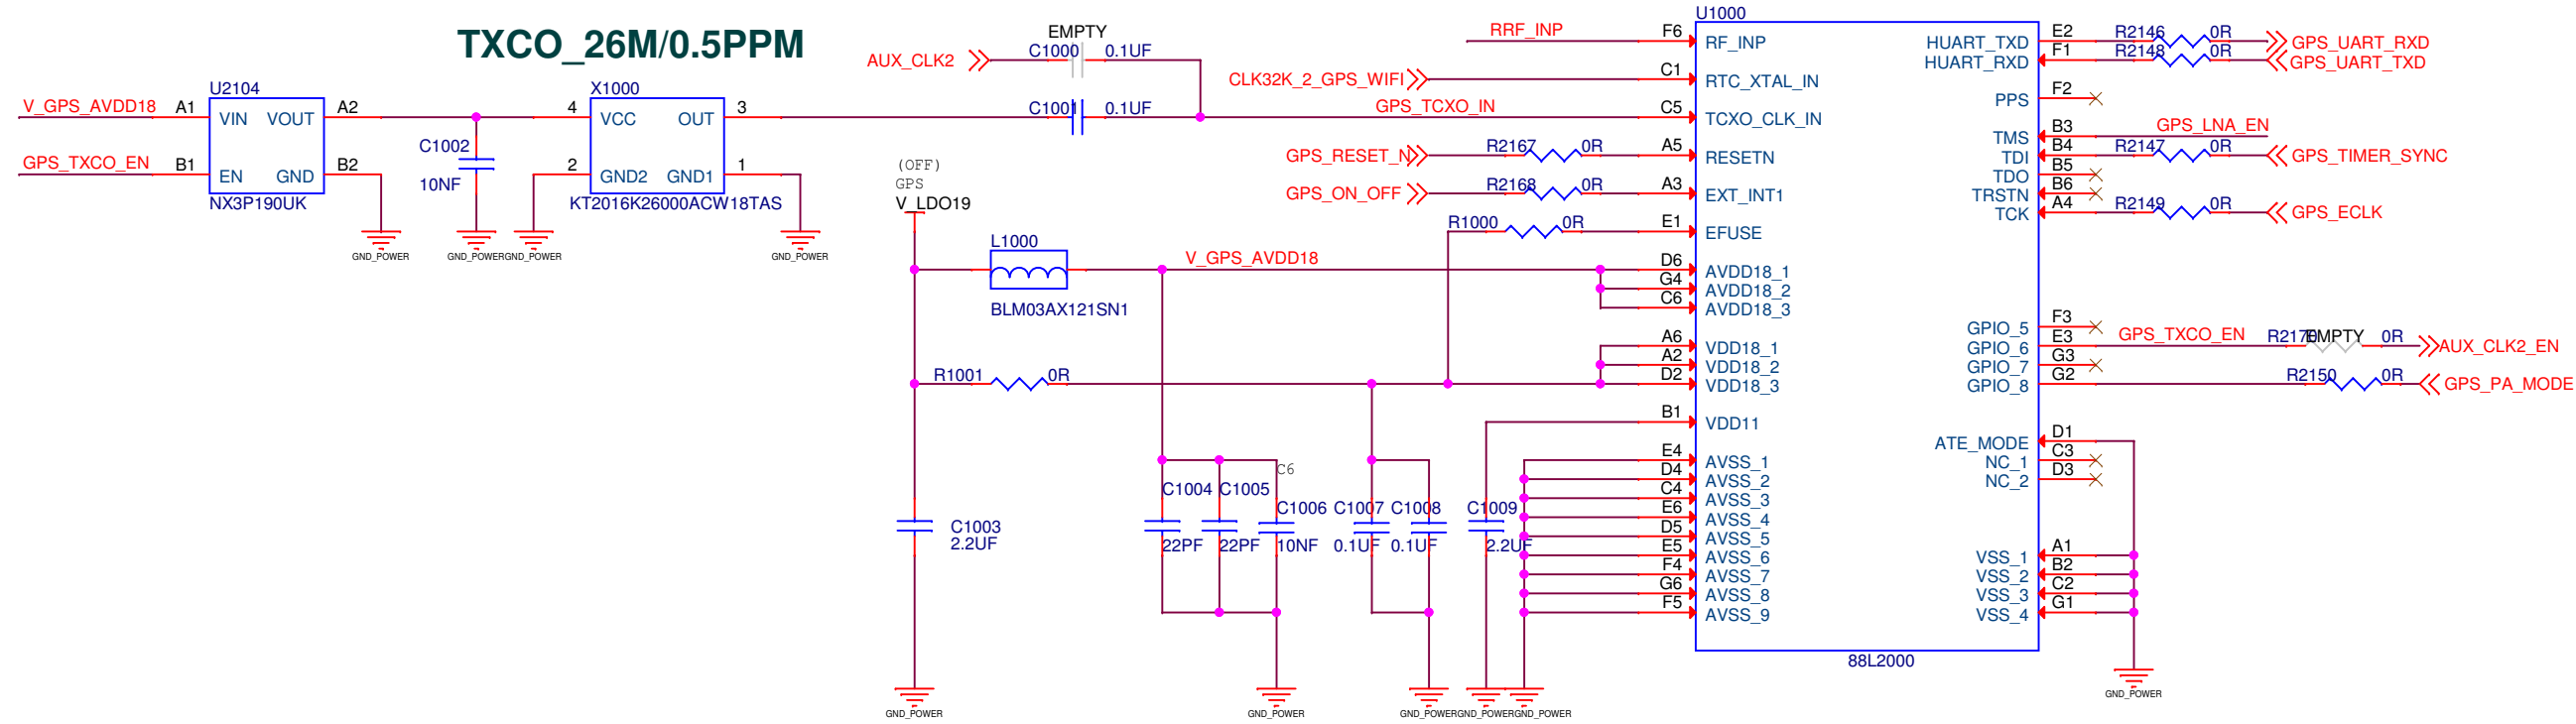 TXCO_26M/0.5PPM
U2104
V_GPS_AVDD18 A1 VIN VOUT A2
GPS_TXCO_EN B1 EN GND B2
NX3P190UK
C1002
10NF
X1000
4 VCC OUT 3
2 GND2 GND1 1
KT2016K26000ACW18TAS
GND_POWER
GND_POWER
GND_POWER
GND_POWER
EMPTY
AUX_CLK2 C1000 0.1UF
C1001 0.1UF
(OFF)
GPS
V_LDO19
L1000
BLM03AX121SN1
V_GPS_AVDD18
R1001 0R
C1003
2.2UF
C1004
22PF
C1005
22PF
C6
C1006
10NF
C1007
0.1UF
C1008
0.1UF
C1009
2.2UF
GND_POWER
GND_POWER
GND_POWER
GND_POWER
GND_POWER
U1000
RRF_INP F6 RF_INP
CLK32K_2_GPS_WIFI C1 RTC_XTAL_IN
GPS_TCXO_IN C5 TCXO_CLK_IN
GPS_RESET_N R2167 0R A5 RESETN
GPS_ON_OFF R2168 0R A3 EXT_INT1
R1000 0R E1 EFUSE
D6 AVDD18_1
G4 AVDD18_2
C6 AVDD18_3
A6 VDD18_1
A2 VDD18_2
D2 VDD18_3
B1 VDD11
E4 AVSS_1
D4 AVSS_2
C4 AVSS_3
E6 AVSS_4
D5 AVSS_5
E5 AVSS_6
F4 AVSS_7
G6 AVSS_8
F5 AVSS_9
HUART_TXD E2 R2146 0R GPS_UART_RXD
HUART_RXD F1 R2148 0R GPS_UART_TXD
PPS F2
TMS B3 GPS_LNA_EN
TDI B4 R2147 0R GPS_TIMER_SYNC
TDO B5
TRSTN B6
TCK A4 R2149 0R GPS_ECLK
GPIO_5 F3
GPIO_6 E3 GPS_TXCO_EN R2170 EMPTY 0R AUX_CLK2_EN
GPIO_7 G3
GPIO_8 G2 R2150 0R GPS_PA_MODE
ATE_MODE D1
NC_1 C3
NC_2 D3
VSS_1 A1
VSS_2 B2
VSS_3 C2
VSS_4 G1
88L2000
GND_POWER